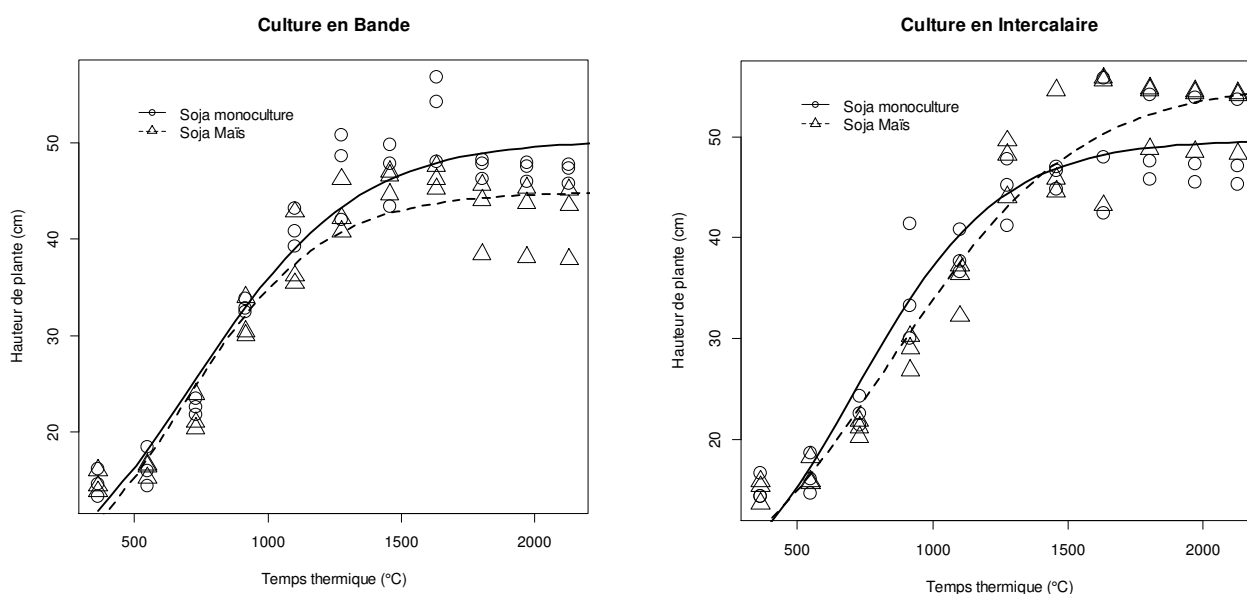 Culture en Bande
Soja monoculture
Soja Maïs
Hauteur de plante (cm)
50
40
30
20
500
1000
1500
2000
Temps thermique (°C)
Culture en Intercalaire
Soja monoculture
Soja Maïs
Hauteur de plante (cm)
50
40
30
20
500
1000
1500
2000
Temps thermique (°C)